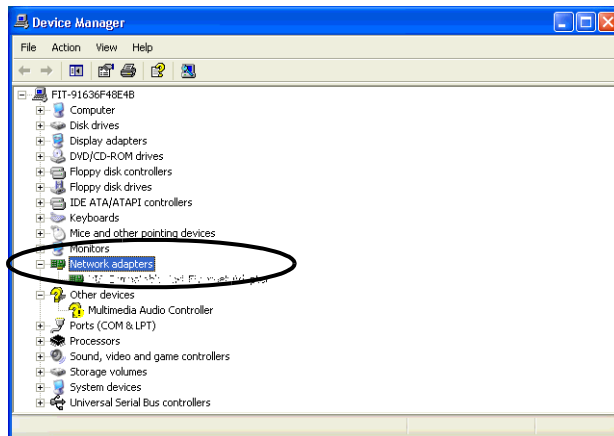 Device Manager
File Action View Help
FIT-91636F48E4B
Computer
Disk drives
Display adapters
DVD/CD-ROM drives
Floppy disk controllers
Floppy disk drives
IDE ATA/ATAPI controllers
Keyboards
Mice and other pointing devices
Monitors
Network adapters
Adapter
Other devices
Multimedia Audio Controller
Ports (COM & LPT)
Processors
Sound, video and game controllers
Storage volumes
System devices
Universal Serial Bus controllers